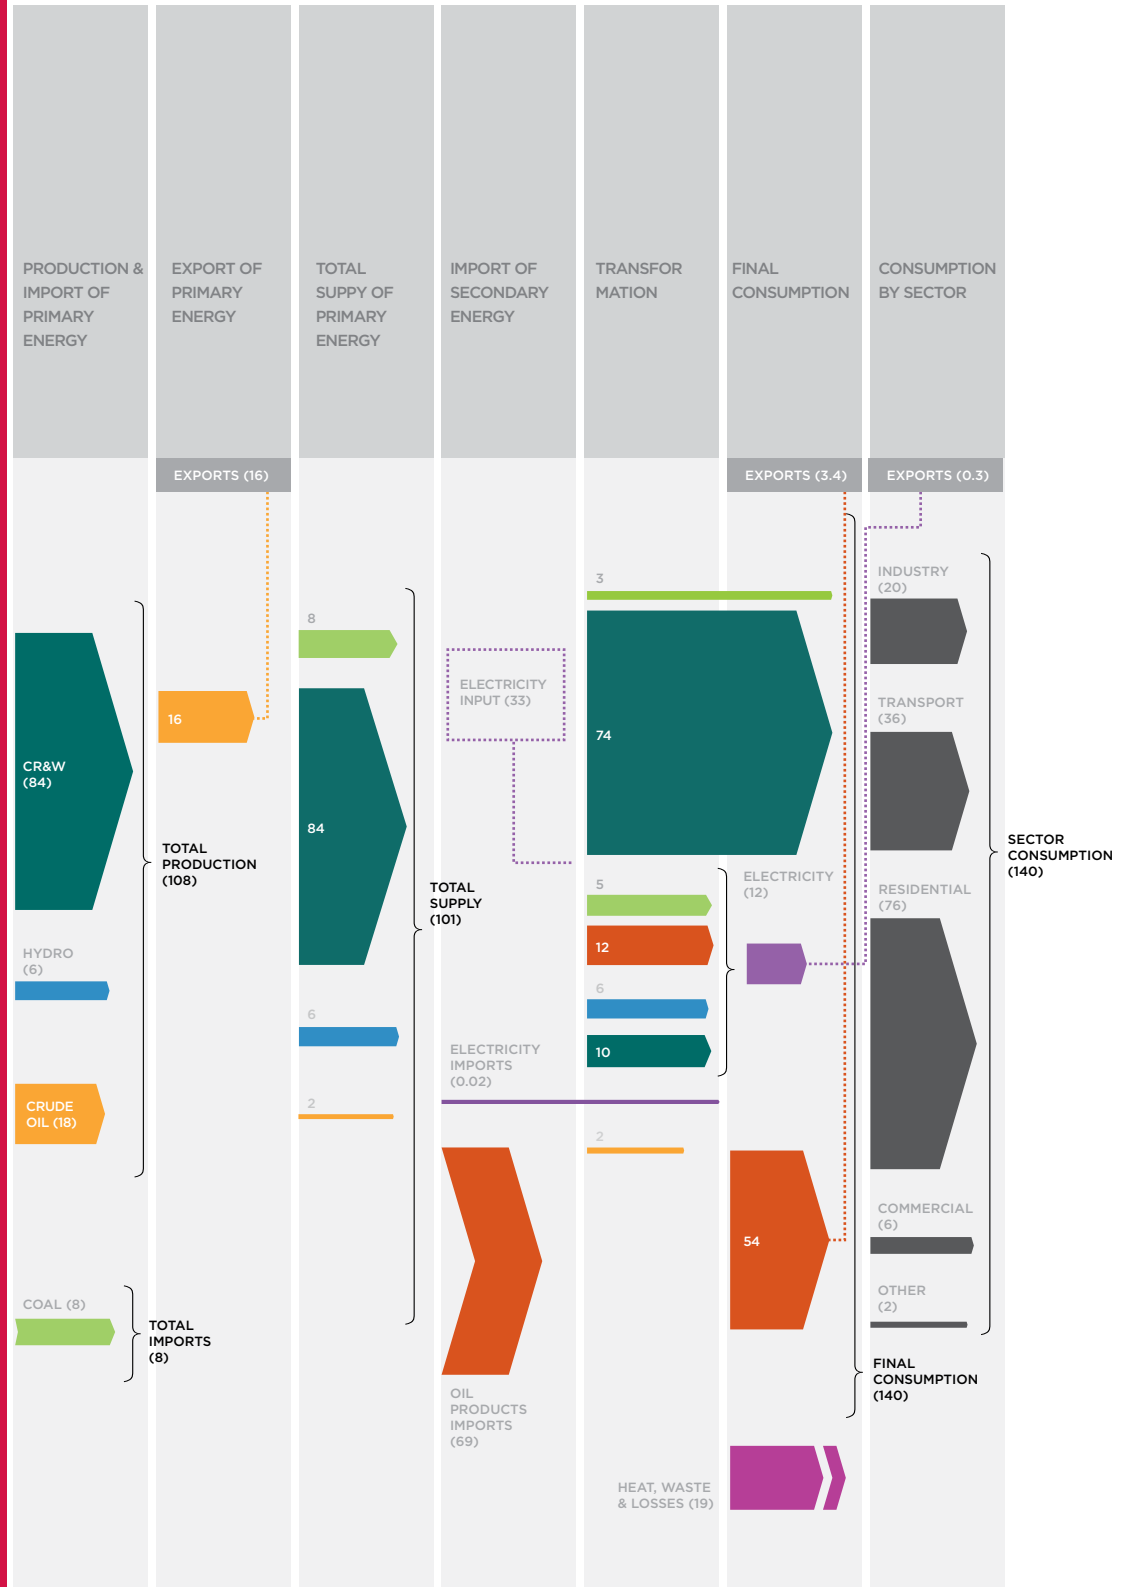 PRODUCTION &
IMPORT OF
PRIMARY
ENERGY
EXPORT OF
PRIMARY
ENERGY
TOTAL
SUPPY OF
PRIMARY
ENERGY
IMPORT OF
SECONDARY
ENERGY
TRANSFOR
MATION
FINAL
CONSUMPTION
CONSUMPTION
BY SECTOR
EXPORTS (16)
EXPORTS (3.4)
EXPORTS (0.3)
CR&W
(84)
HYDRO
(6)
CRUDE
OIL (18)
COAL (8)
TOTAL
PRODUCTION
(108)
TOTAL
IMPORTS
(8)
16
8
84
6
2
TOTAL
SUPPLY
(101)
ELECTRICITY
INPUT (33)
ELECTRICITY
IMPORTS
(0.02)
OIL
PRODUCTS
IMPORTS
(69)
3
74
5
12
6
10
2
ELECTRICITY
(12)
54
HEAT, WASTE
& LOSSES (19)
FINAL
CONSUMPTION
(140)
INDUSTRY
(20)
TRANSPORT
(36)
RESIDENTIAL
(76)
COMMERCIAL
(6)
OTHER
(2)
SECTOR
CONSUMPTION
(140)